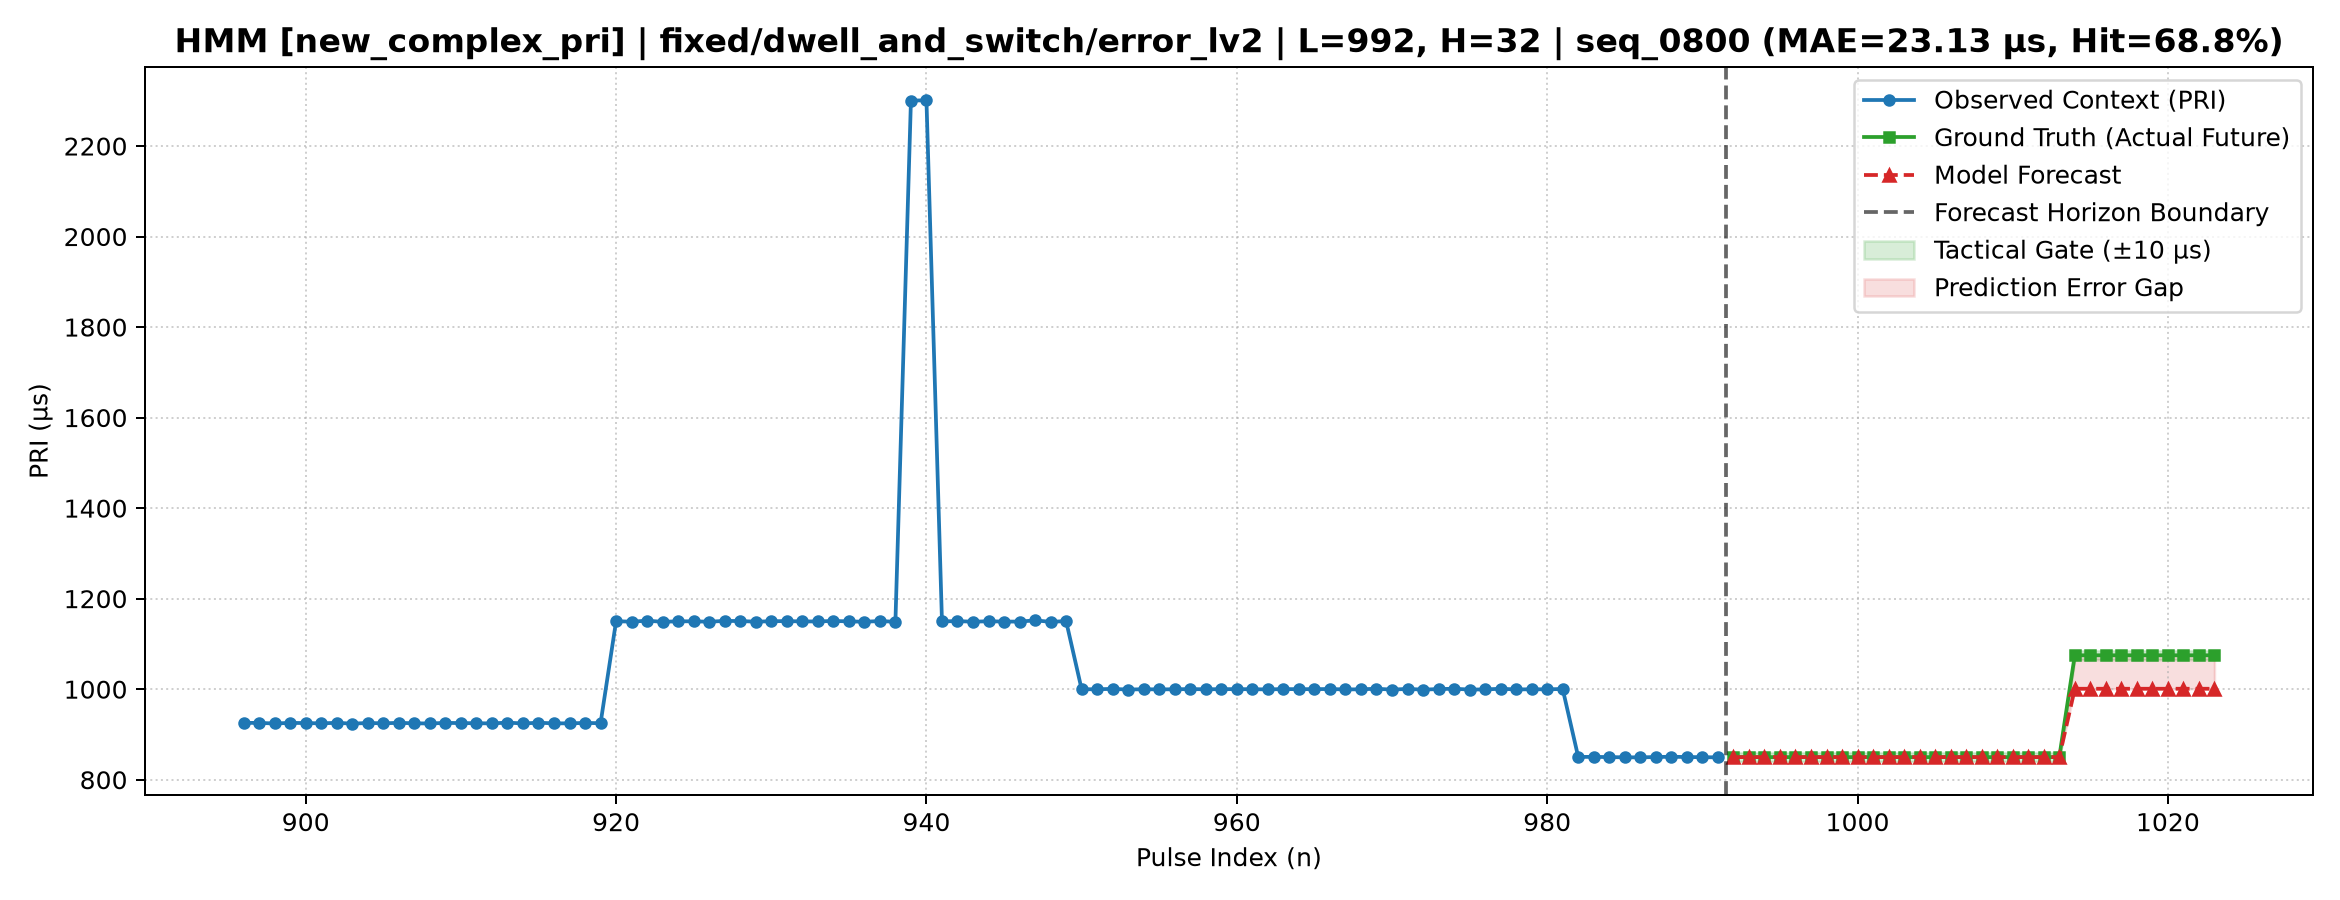 HMM [new_complex_pri] | fixed/dwell_and_switch/error_lv2 | L=992, H=32 | seq_0800 (MAE=23.13 µs, Hit=68.8%)
Observed Context (PRI)
Ground Truth (Actual Future)
Model Forecast
Forecast Horizon Boundary
Tactical Gate (±10 µs)
Prediction Error Gap
PRI (µs)
2200
2000
1800
1600
1400
1200
1000
800
900
920
940
960
980
1000
1020
Pulse Index (n)